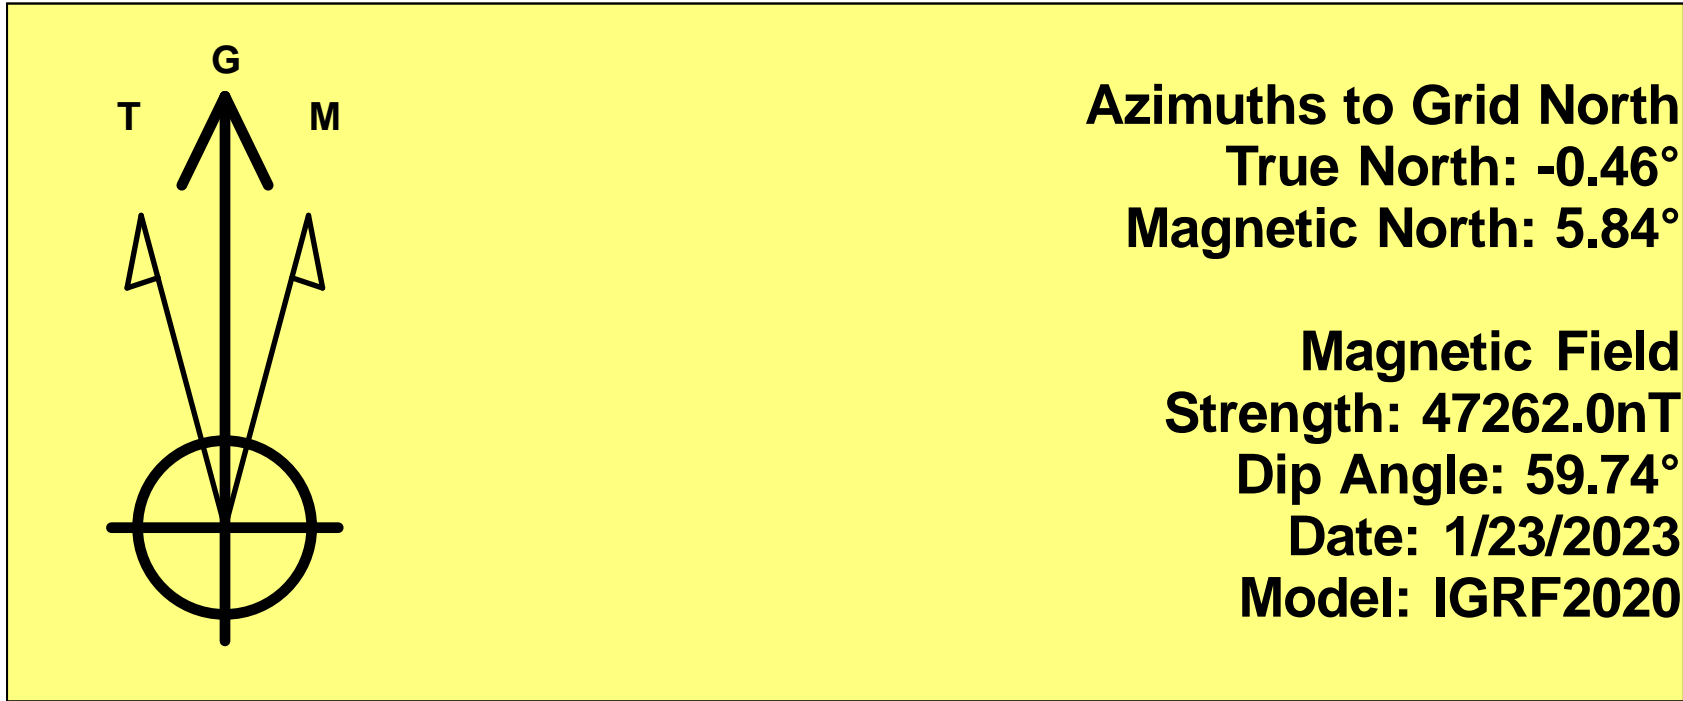 G
T M
Azimuths to Grid North
True North: -0.46°
Magnetic North: 5.84°
Magnetic Field
Strength: 47262.0nT
Dip Angle: 59.74°
Date: 1/23/2023
Model: IGRF2020